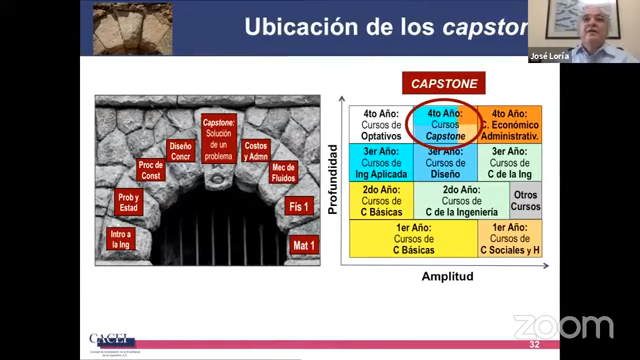 Ubicación de los capston
José Loría
CAPSTONE
Capstone:
Solución
de un
problema
Diseño
Concr
Costos
y Admn
Proc de
Const
Mec de
Fluidos
Prob y
Estad
Fís 1
Intro a
la Ing
Mat 1
Profundidad
4to Año:
Cursos de
Optativos
4to Año:
Cursos
Capstone
4to Año:
C. Económico
Administrativ.
3er Año:
Cursos de
Ing Aplicada
3er Año:
Cursos de
Diseño
3er Año:
Cursos de
C de la Ing
2do Año:
Cursos de
C Básicas
2do Año:
Cursos de
C de la Ingeniería
Otros
Cursos
1er Año:
Cursos de
C Básicas
1er Año:
Cursos de
C Sociales y H
Amplitud
CACEI
32
zoom